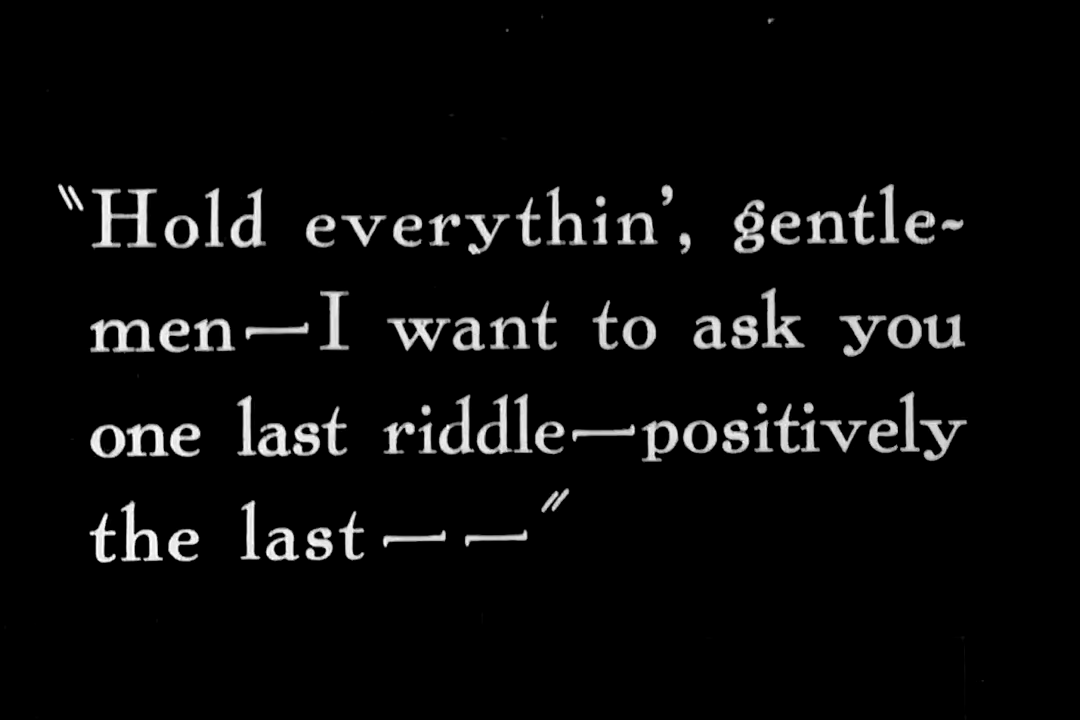 "Hold everythin', gentle-
men—I want to ask you
one last riddle—positively
the last — —"